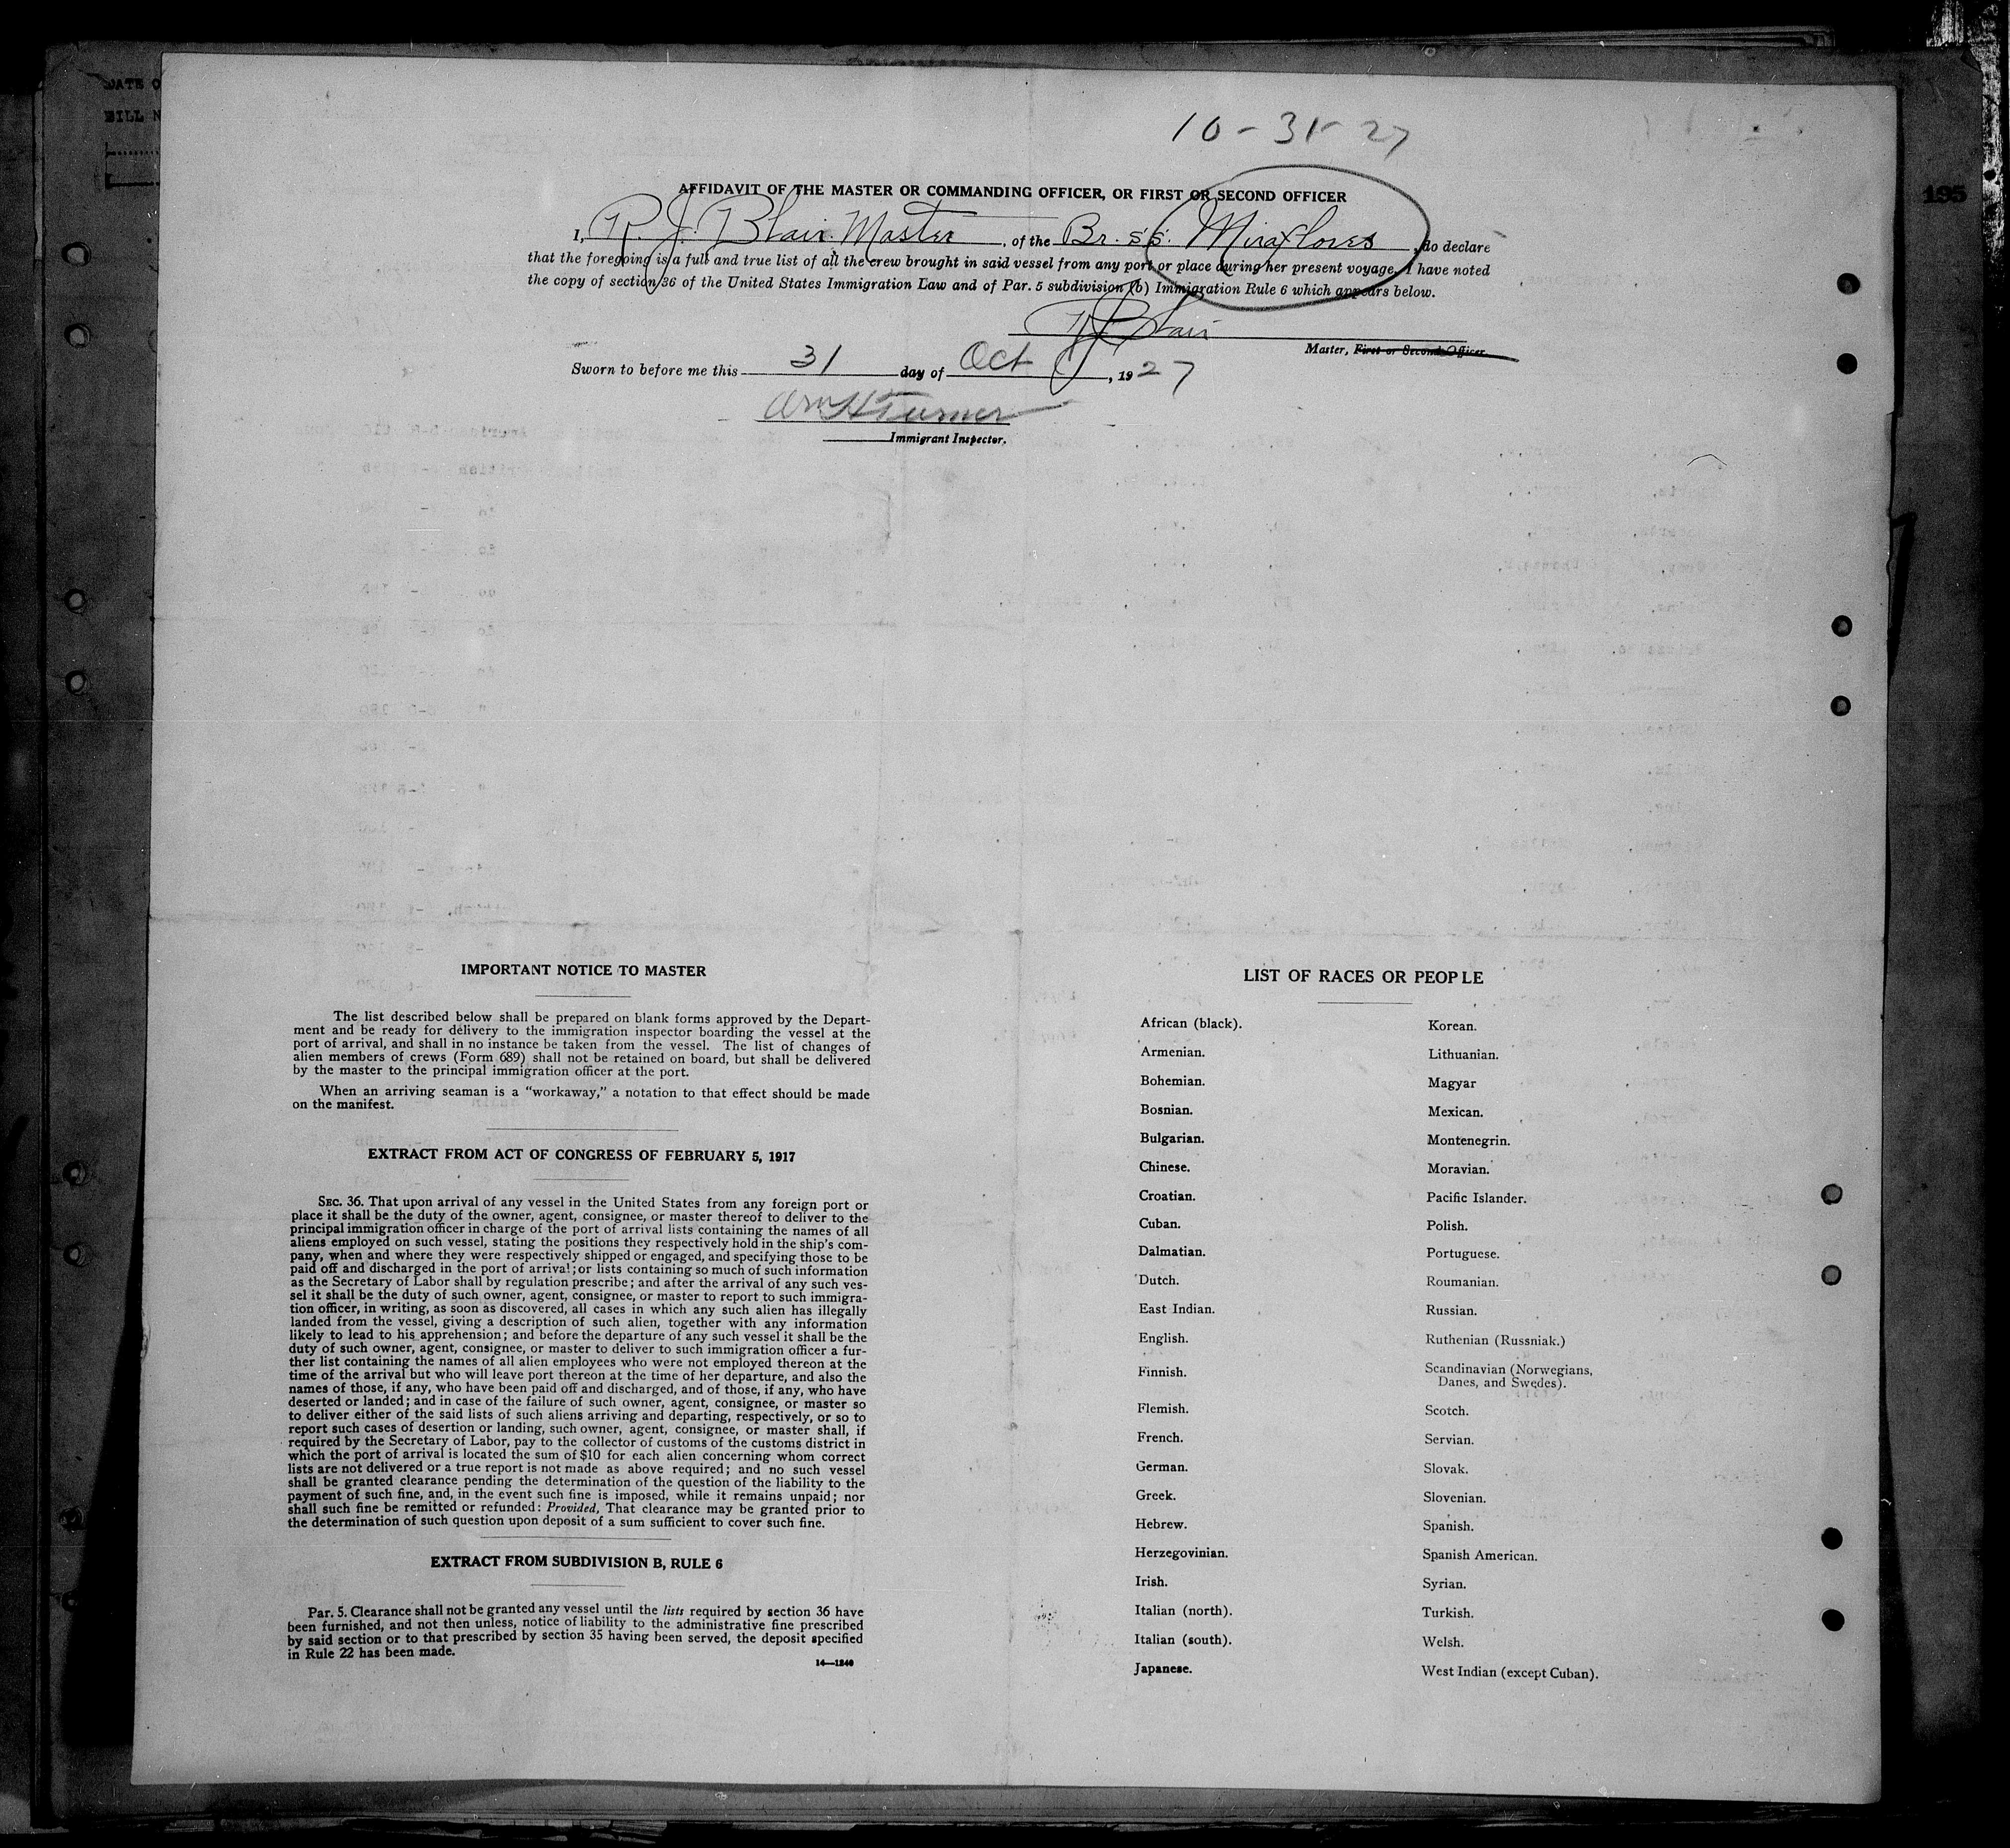 DATE O
BILL N
10-31-27
195
AFFIDAVIT OF THE MASTER OR COMMANDING OFFICER, OR FIRST OR SECOND OFFICER
I, R. J. Blair Master, of the Br. s.s. Miraflores, do declare
that the foregoing is a full and true list of all the crew brought in said vessel from any port or place during her present voyage. I have noted
the copy of section 36 of the United States Immigration Law and of Par. 5 subdivision (b) Immigration Rule 6 which appears below.
RJBlair
Master, First or Second Officer
Sworn to before me this 31 day of Oct, 1927
Wm H Turner
Immigrant Inspector.
IMPORTANT NOTICE TO MASTER
The list described below shall be prepared on blank forms approved by the Depart-
ment and be ready for delivery to the immigration inspector boarding the vessel at the
port of arrival, and shall in no instance be taken from the vessel. The list of changes of
alien members of crews (Form 689) shall not be retained on board, but shall be delivered
by the master to the principal immigration officer at the port.
When an arriving seaman is a “workaway,” a notation to that effect should be made
on the manifest.
EXTRACT FROM ACT OF CONGRESS OF FEBRUARY 5, 1917
SEC. 36. That upon arrival of any vessel in the United States from any foreign port or
place it shall be the duty of the owner, agent, consignee, or master thereof to deliver to the
principal immigration officer in charge of the port of arrival lists containing the names of all
aliens employed on such vessel, stating the positions they respectively hold in the ship's com-
pany, when and where they were respectively shipped or engaged, and specifying those to be
paid off and discharged in the port of arrival; or lists containing so much of such information
as the Secretary of Labor shall by regulation prescribe; and after the arrival of any such ves-
sel it shall be the duty of such owner, agent, consignee, or master to report to such immigra-
tion officer, in writing, as soon as discovered, all cases in which any such alien has illegally
landed from the vessel, giving a description of such alien, together with any information
likely to lead to his apprehension; and before the departure of any such vessel it shall be the
duty of such owner, agent, consignee, or master to deliver to such immigration officer a fur-
ther list containing the names of all alien employees who were not employed thereon at the
time of the arrival but who will leave port thereon at the time of her departure, and also the
names of those, if any, who have been paid off and discharged, and of those, if any, who have
deserted or landed; and in case of the failure of such owner, agent, consignee, or master so
to deliver either of the said lists of such aliens arriving and departing, respectively, or so to
report such cases of desertion or landing, such owner, agent, consignee, or master shall, if
required by the Secretary of Labor, pay to the collector of customs of the customs district in
which the port of arrival is located the sum of $10 for each alien concerning whom correct
lists are not delivered or a true report is not made as above required; and no such vessel
shall be granted clearance pending the determination of the question of the liability to the
payment of such fine, and, in the event such fine is imposed, while it remains unpaid; nor
shall such fine be remitted or refunded: Provided, That clearance may be granted prior to
the determination of such question upon deposit of a sum sufficient to cover such fine.
EXTRACT FROM SUBDIVISION B, RULE 6
Par. 5. Clearance shall not be granted any vessel until the lists required by section 36 have
been furnished, and not then unless, notice of liability to the administrative fine prescribed
by said section or to that prescribed by section 35 having been served, the deposit specified
in Rule 22 has been made.
14—1240
LIST OF RACES OR PEOPLE
African (black).
Armenian.
Bohemian.
Bosnian.
Bulgarian.
Chinese.
Croatian.
Cuban.
Dalmatian.
Dutch.
East Indian.
English.
Finnish.
Flemish.
French.
German.
Greek.
Hebrew.
Herzegovinian.
Irish.
Italian (north).
Italian (south).
Japanese.
Korean.
Lithuanian.
Magyar
Mexican.
Montenegrin.
Moravian.
Pacific Islander.
Polish.
Portuguese.
Roumanian.
Russian.
Ruthenian (Russniak.)
Scandinavian (Norwegians,
Danes, and Swedes).
Scotch.
Servian.
Slovak.
Slovenian.
Spanish.
Spanish American.
Syrian.
Turkish.
Welsh.
West Indian (except Cuban).